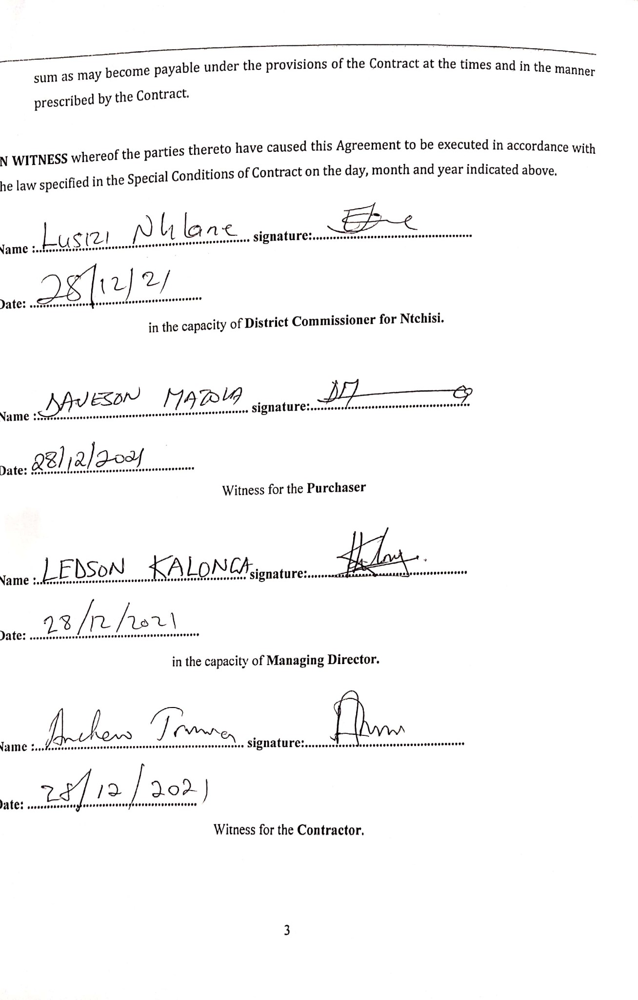 sum as may become payable under the provisions of the Contract at the times and in the manner
prescribed by the Contract.
N WITNESS whereof the parties thereto have caused this Agreement to be executed in accordance with
he law specified in the Special Conditions of Contract on the day, month and year indicated above.
Name : Lusizi Nhlane signature:
Date: 28/12/21
in the capacity of District Commissioner for Ntchisi.
Name : DAVESON MAZOLA signature: DM
Date: 28/12/2021
Witness for the Purchaser
Name : LEDSON KALONGA signature:
Date: 28/12/2021
in the capacity of Managing Director.
Name : signature:
Date: 28/12/2021
Witness for the Contractor.
3